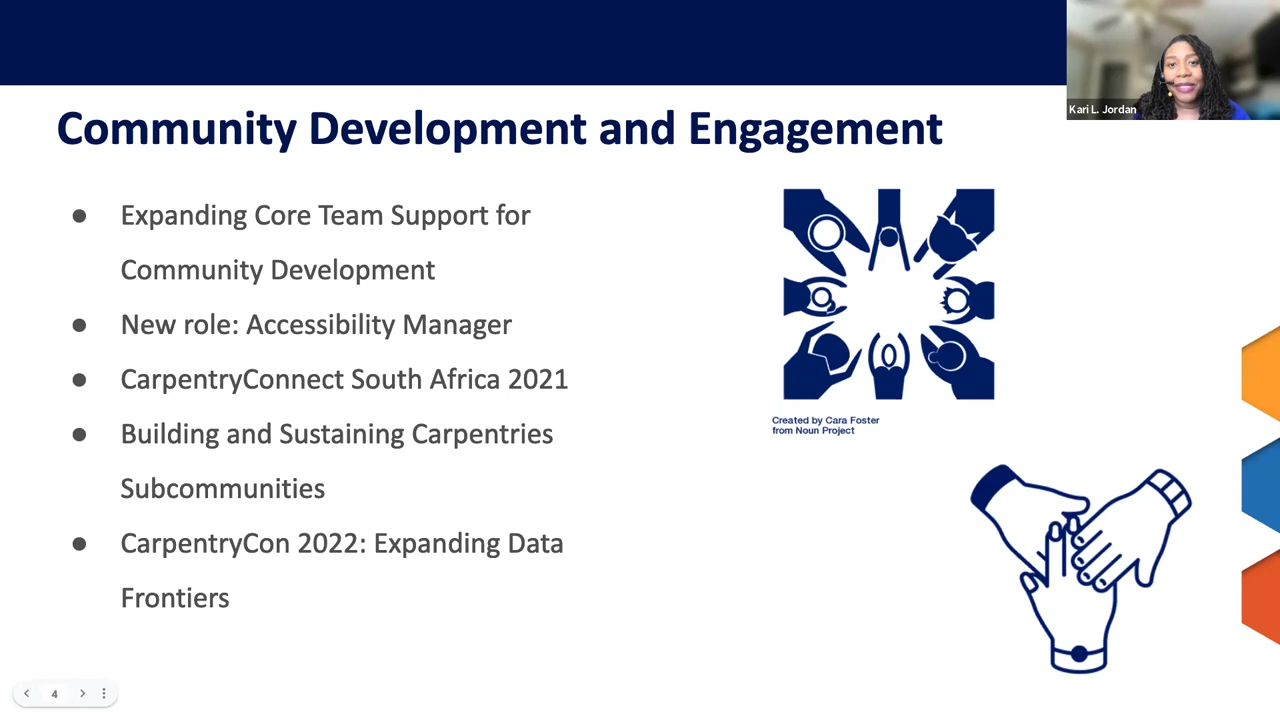 Kari L. Jordan
Community Development and Engagement
● Expanding Core Team Support for
Community Development
● New role: Accessibility Manager
● CarpentryConnect South Africa 2021
● Building and Sustaining Carpentries
Subcommunities
● CarpentryCon 2022: Expanding Data
Frontiers
Created by Cara Foster
from Noun Project
4